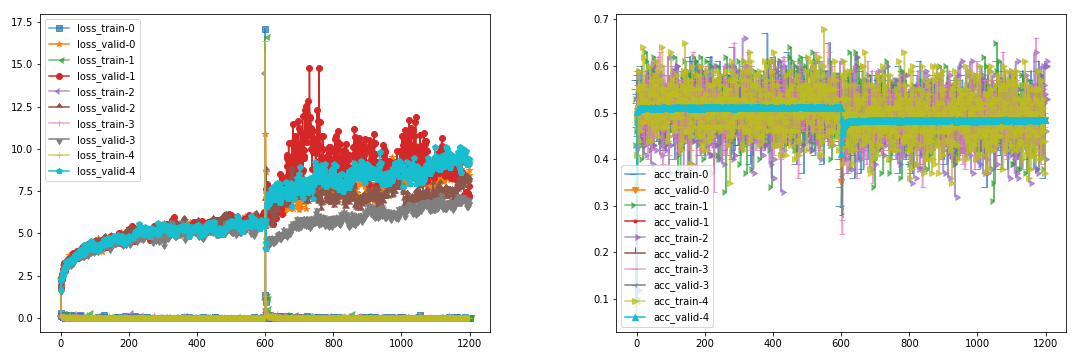 17.5
15.0
12.5
10.0
7.5
5.0
2.5
0.0
0 200 400 600 800 1000 1200
loss_train-0
loss_valid-0
loss_train-1
loss_valid-1
loss_train-2
loss_valid-2
loss_train-3
loss_valid-3
loss_train-4
loss_valid-4
0.7
0.6
0.5
0.4
0.3
0.2
0.1
0 200 400 600 800 1000 1200
acc_train-0
acc_valid-0
acc_train-1
acc_valid-1
acc_train-2
acc_valid-2
acc_train-3
acc_valid-3
acc_train-4
acc_valid-4